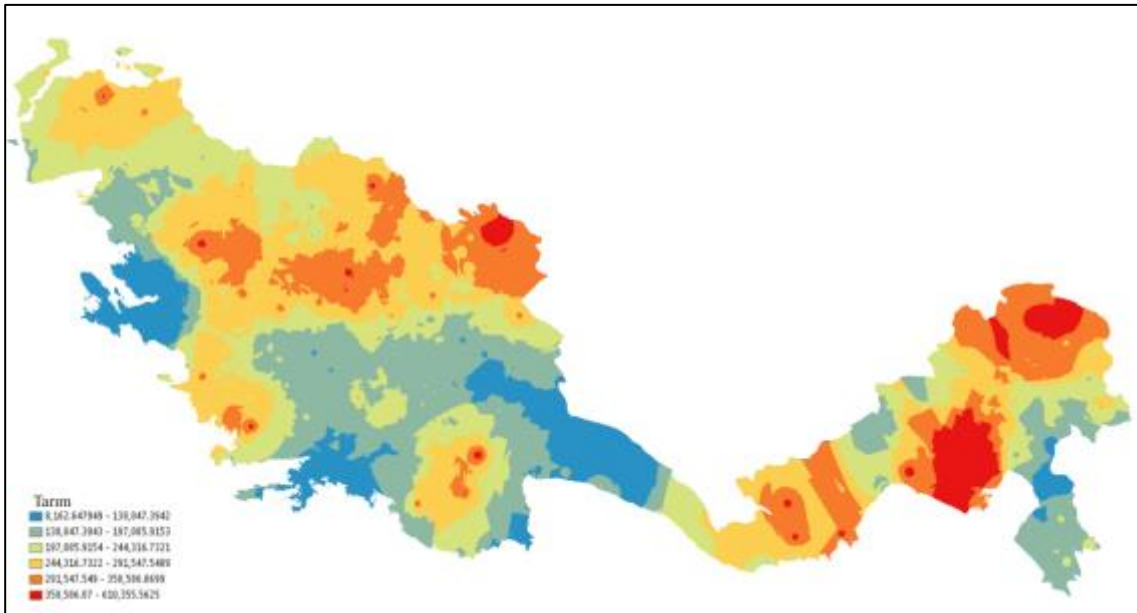 Tarım
8,162.647949 - 138,847.3942
138,847.3943 - 197,085.9153
197,085.9154 - 244,316.7321
244,316.7322 - 291,547.5489
291,547.549 - 358,506.8699
358,506.87 - 610,355.5625